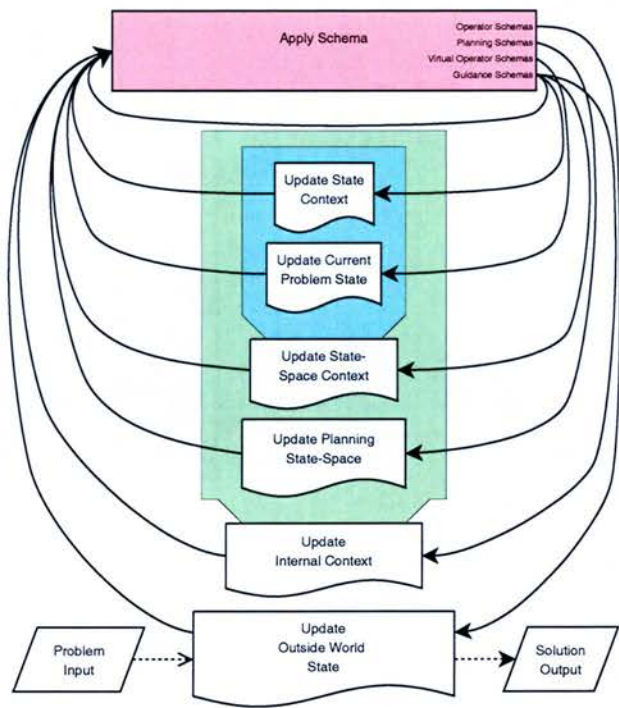 Apply Schema
Operator Schemas
Planning Schemas
Virtual Operator Schemas
Guidance Schemas
Update State
Context
Update Current
Problem State
Update State-
Space Context
Update Planning
State-Space
Update
Internal Context
Problem
Input
Update
Outside World
State
Solution
Output